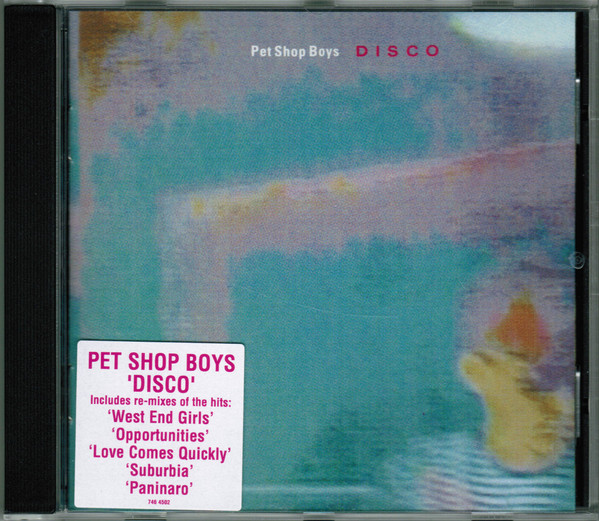 Pet Shop Boys DISCO
PET SHOP BOYS
'DISCO'
Includes re-mixes of the hits:
'West End Girls'
'Opportunities'
'Love Comes Quickly'
'Suburbia'
'Paninaro'
746 4502